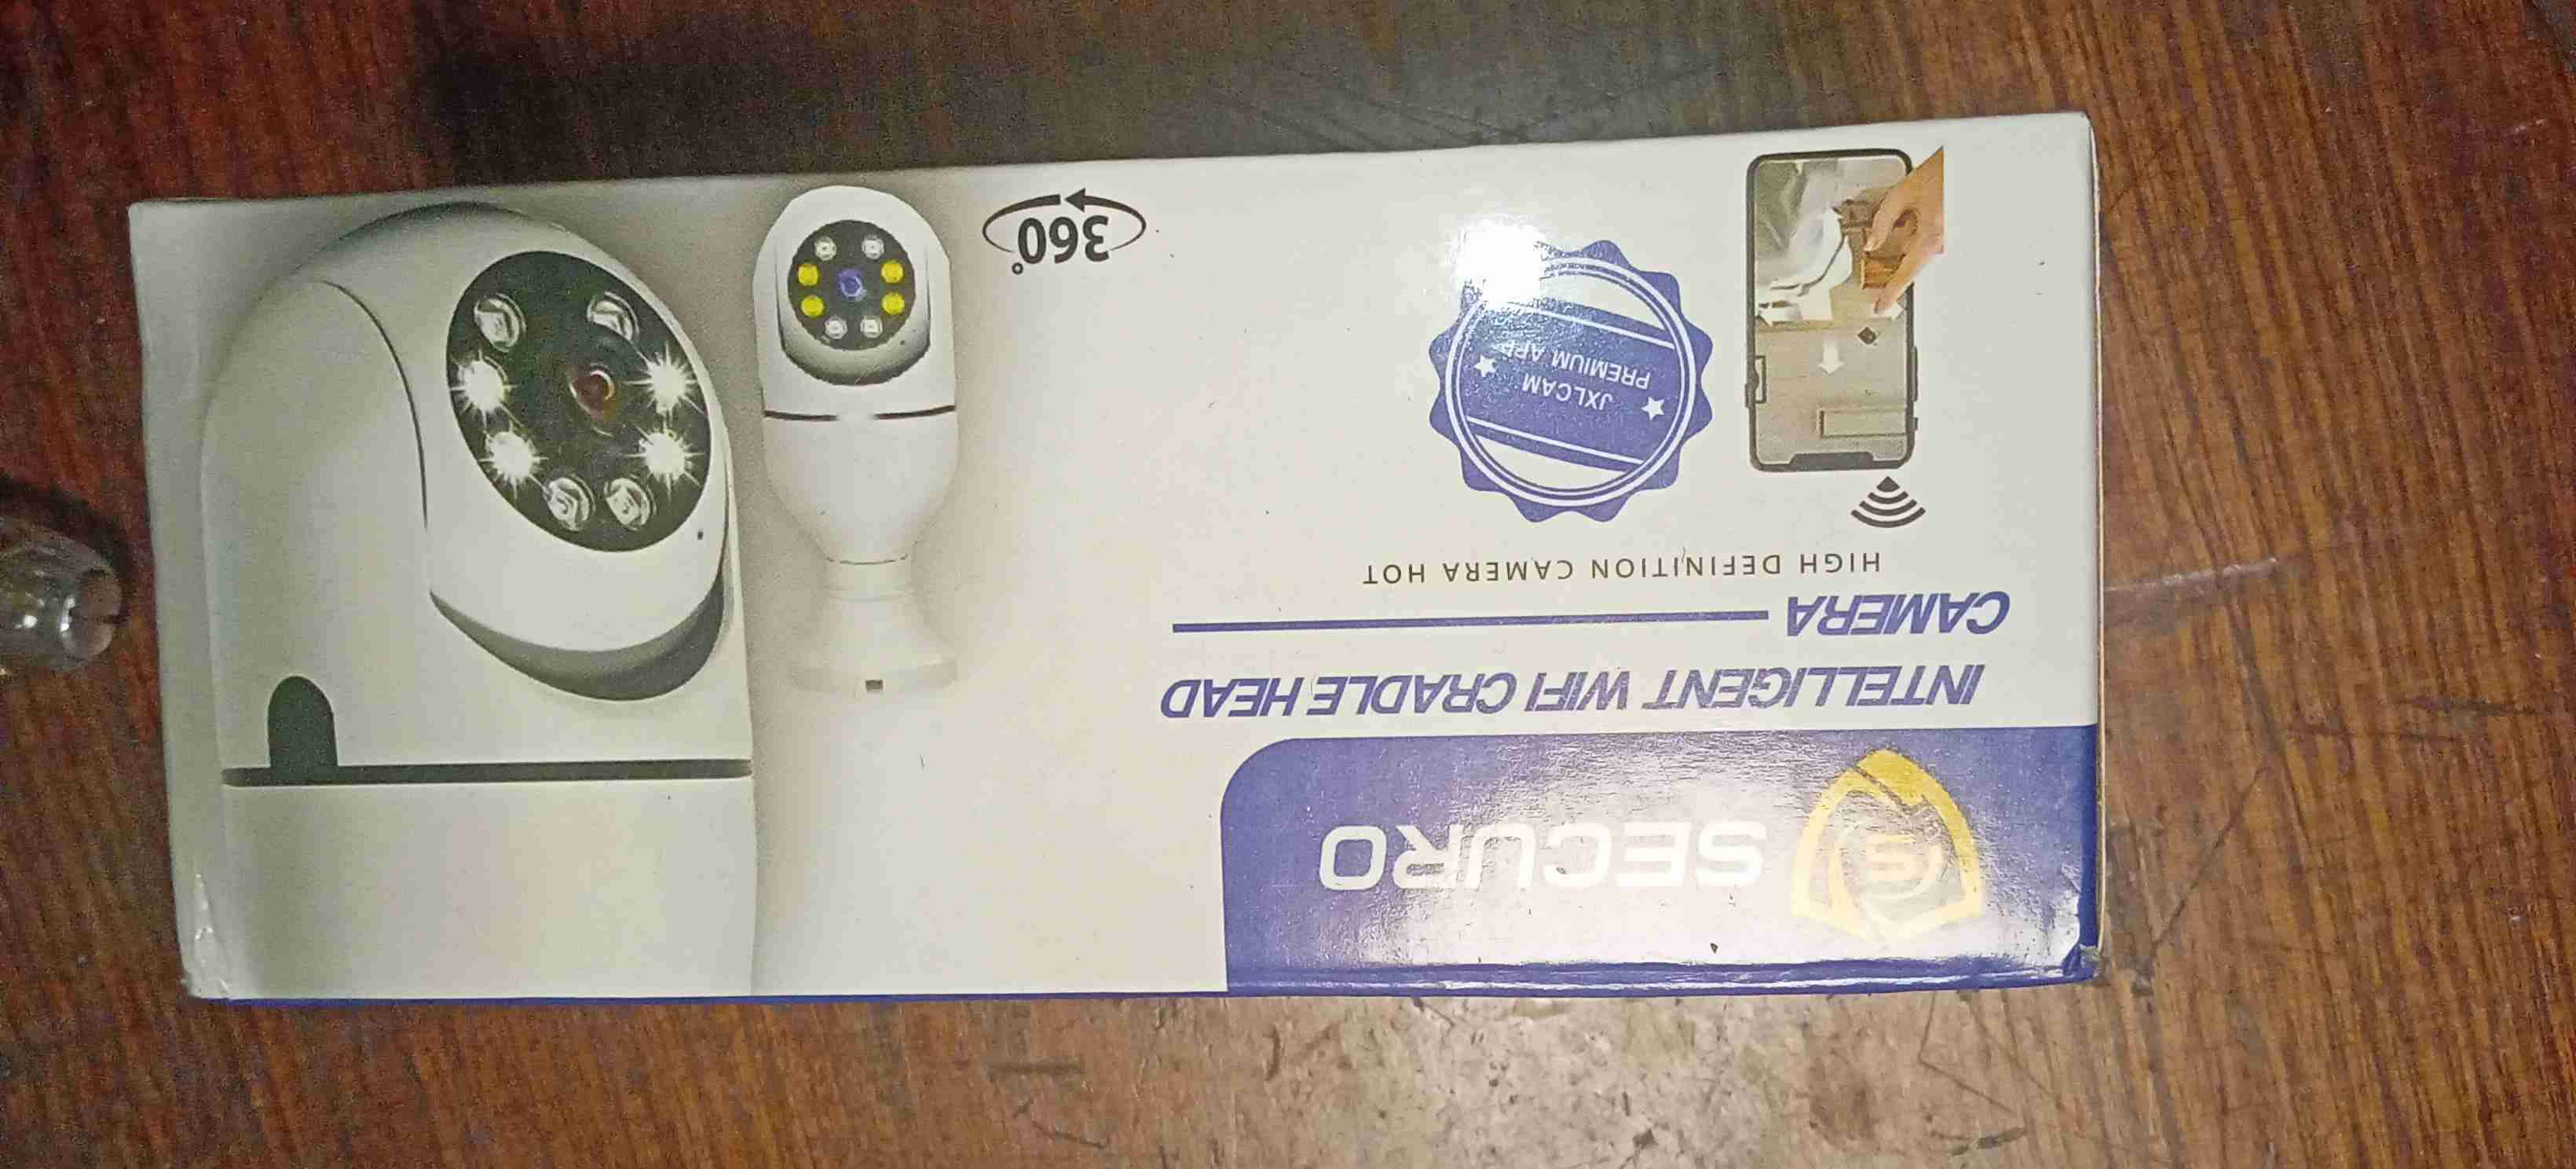 SECURO
INTELLIGENT WIFI CRADLE HEAD
CAMERA
HIGH DEFINITION CAMERA HOT
JXLCAM
PREMIUM APP
360°